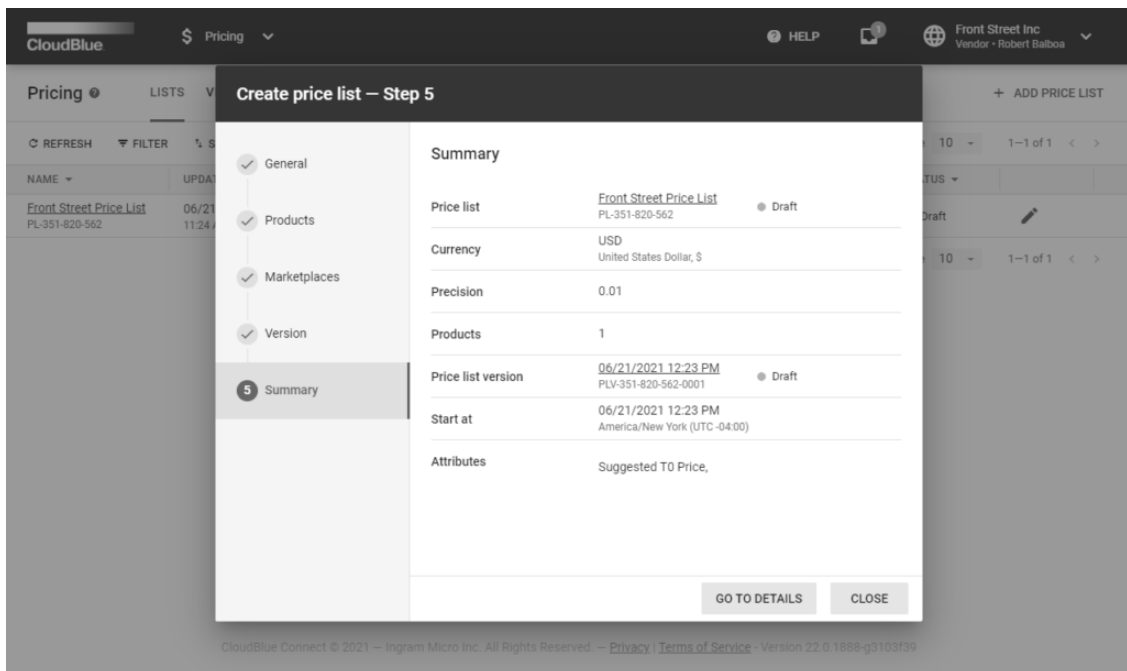 CloudBlue
$ Pricing
HELP
1
Front Street Inc
Vendor • Robert Balboa
Pricing
LISTS V
+ ADD PRICE LIST
REFRESH FILTER S
10 1–1 of 1 < >
NAME UPDA TUS
Front Street Price List
PL-351-820-562
06/21
11:24
Draft
10 1–1 of 1 < >
Create price list — Step 5
General
Products
Marketplaces
Version
5 Summary
Summary
Price list
Front Street Price List
PL-351-820-562
Draft
Currency
USD
United States Dollar, $
Precision
0.01
Products
1
Price list version
06/21/2021 12:23 PM
PLV-351-820-562-0001
Draft
Start at
06/21/2021 12:23 PM
America/New York (UTC -04:00)
Attributes
Suggested T0 Price,
GO TO DETAILS CLOSE
CloudBlue Connect © 2021 — Ingram Micro Inc. All Rights Reserved. — Privacy | Terms of Service - Version 22.0.1888-g3103f39